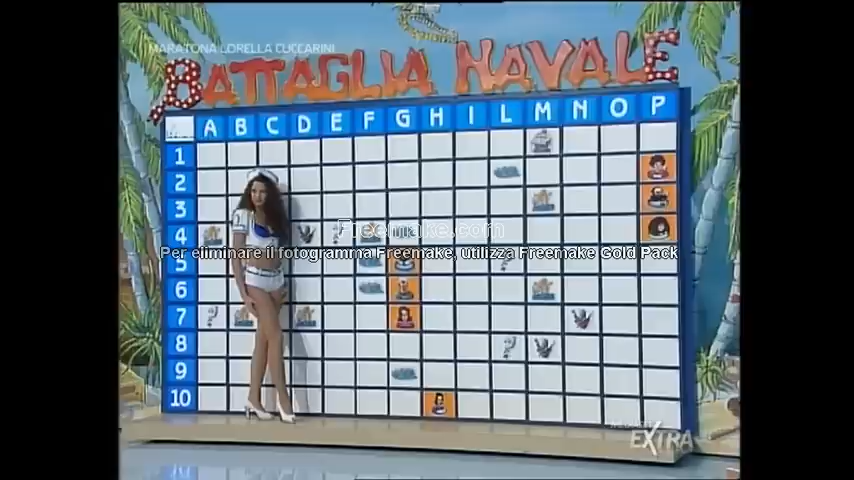 MARATONA LORELLA CUCCARINI
BATTAGLIA NAVALE
A B C D E F G H I L M N O P
1
2
3
4
Freemake.com
Per eliminare il fotogramma Freemake, utilizza Freemake Gold Pack
5
6
7
8
9
10
EXTRA